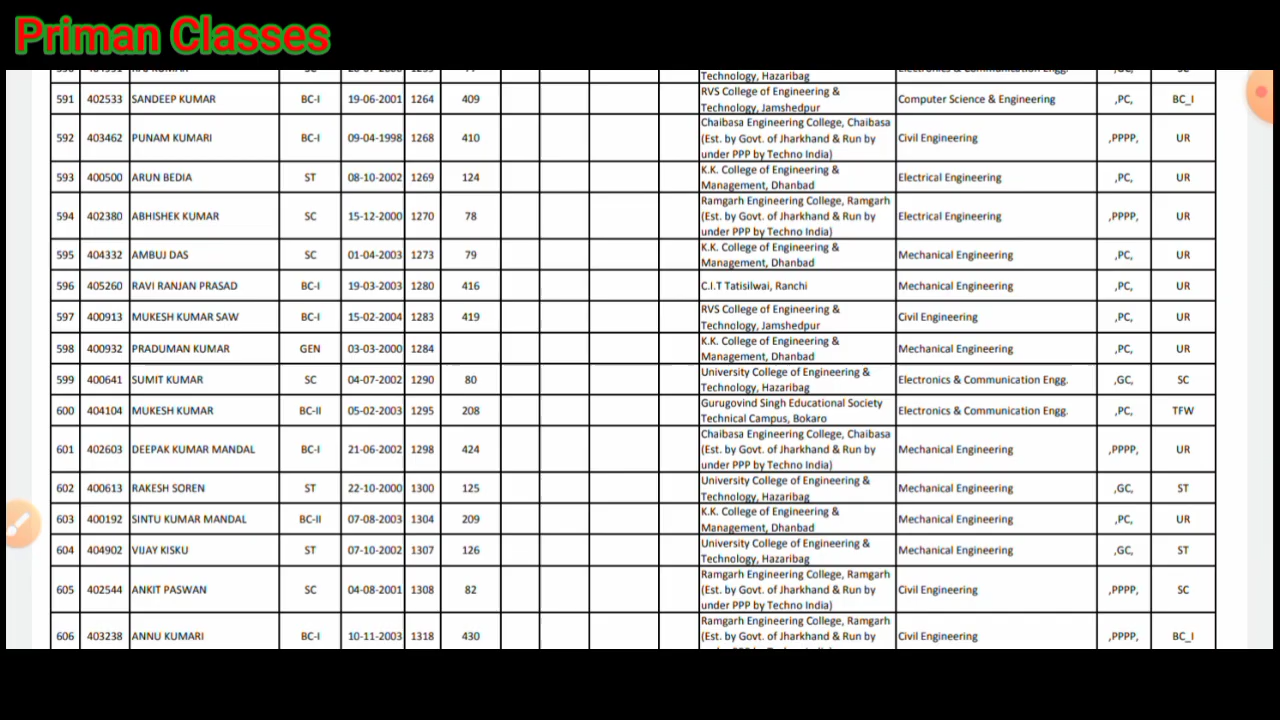 Priman Classes
Technology, Hazaribag
591 402533 SANDEEP KUMAR BC-I 19-06-2001 1264 409 RVS College of Engineering & Technology, Jamshedpur Computer Science & Engineering ,PC, BC_I
592 403462 PUNAM KUMARI BC-I 09-04-1998 1268 410 Chaibasa Engineering College, Chaibasa (Est. by Govt. of Jharkhand & Run by under PPP by Techno India) Civil Engineering ,PPPP, UR
593 400500 ARUN BEDIA ST 08-10-2002 1269 124 K.K. College of Engineering & Management, Dhanbad Electrical Engineering ,PC, UR
594 402380 ABHISHEK KUMAR SC 15-12-2000 1270 78 Ramgarh Engineering College, Ramgarh (Est. by Govt. of Jharkhand & Run by under PPP by Techno India) Electrical Engineering ,PPPP, UR
595 404332 AMBUJ DAS SC 01-04-2003 1273 79 K.K. College of Engineering & Management, Dhanbad Mechanical Engineering ,PC, UR
596 405260 RAVI RANJAN PRASAD BC-I 19-03-2003 1280 416 C.I.T Tatisilwai, Ranchi Mechanical Engineering ,PC, UR
597 400913 MUKESH KUMAR SAW BC-I 15-02-2004 1283 419 RVS College of Engineering & Technology, Jamshedpur Civil Engineering ,PC, UR
598 400932 PRADUMAN KUMAR GEN 03-03-2000 1284 K.K. College of Engineering & Management, Dhanbad Mechanical Engineering ,PC, UR
599 400641 SUMIT KUMAR SC 04-07-2002 1290 80 University College of Engineering & Technology, Hazaribag Electronics & Communication Engg. ,GC, SC
600 404104 MUKESH KUMAR BC-II 05-02-2003 1295 208 Gurugovind Singh Educational Society Technical Campus, Bokaro Electronics & Communication Engg. ,PC, TFW
601 402603 DEEPAK KUMAR MANDAL BC-I 21-06-2002 1298 424 Chaibasa Engineering College, Chaibasa (Est. by Govt. of Jharkhand & Run by under PPP by Techno India) Mechanical Engineering ,PPPP, UR
602 400613 RAKESH SOREN ST 22-10-2000 1300 125 University College of Engineering & Technology, Hazaribag Mechanical Engineering ,GC, ST
603 400192 SINTU KUMAR MANDAL BC-II 07-08-2003 1304 209 K.K. College of Engineering & Management, Dhanbad Mechanical Engineering ,PC, UR
604 404902 VIJAY KISKU ST 07-10-2002 1307 126 University College of Engineering & Technology, Hazaribag Mechanical Engineering ,GC, ST
605 402544 ANKIT PASWAN SC 04-08-2001 1308 82 Ramgarh Engineering College, Ramgarh (Est. by Govt. of Jharkhand & Run by under PPP by Techno India) Civil Engineering ,PPPP, SC
606 403238 ANNU KUMARI BC-I 10-11-2003 1318 430 Ramgarh Engineering College, Ramgarh (Est. by Govt. of Jharkhand & Run by Civil Engineering ,PPPP, BC_I